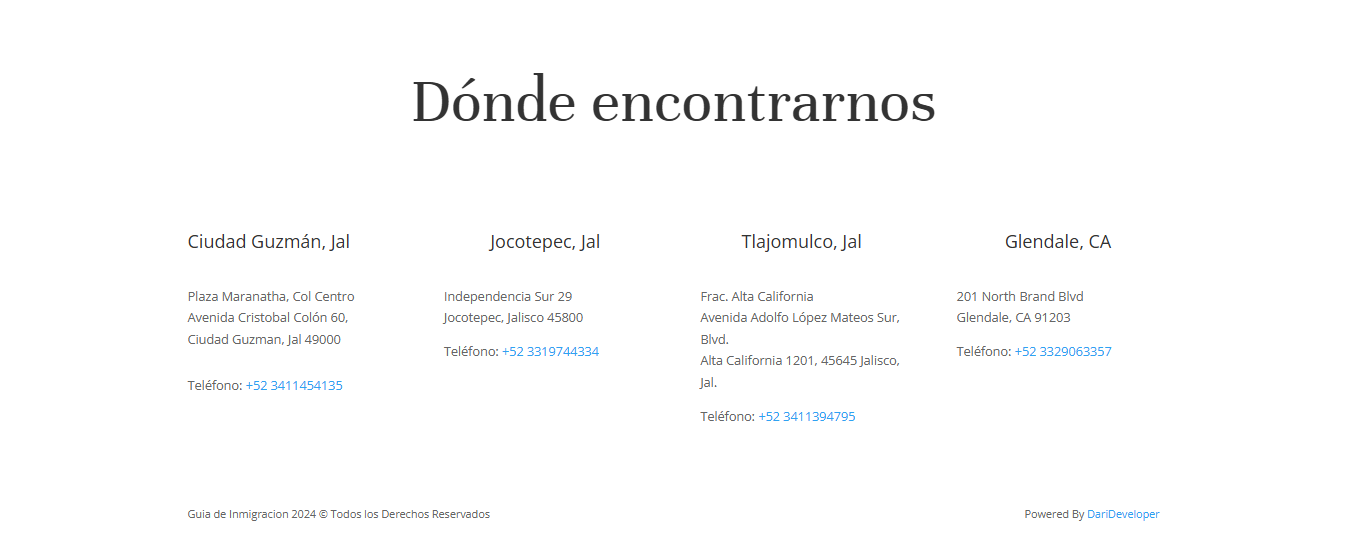 Dónde encontrarnos
Ciudad Guzmán, Jal
Plaza Maranatha, Col Centro
Avenida Cristobal Colón 60,
Ciudad Guzman, Jal 49000
Teléfono: +52 3411454135
Jocotepec, Jal
Independencia Sur 29
Jocotepec, Jalisco 45800
Teléfono: +52 3319744334
Tlajomulco, Jal
Frac. Alta California
Avenida Adolfo López Mateos Sur,
Blvd.
Alta California 1201, 45645 Jalisco,
Jal.
Teléfono: +52 3411394795
Glendale, CA
201 North Brand Blvd
Glendale, CA 91203
Teléfono: +52 3329063357
Guia de Inmigracion 2024 © Todos los Derechos Reservados
Powered By DariDeveloper